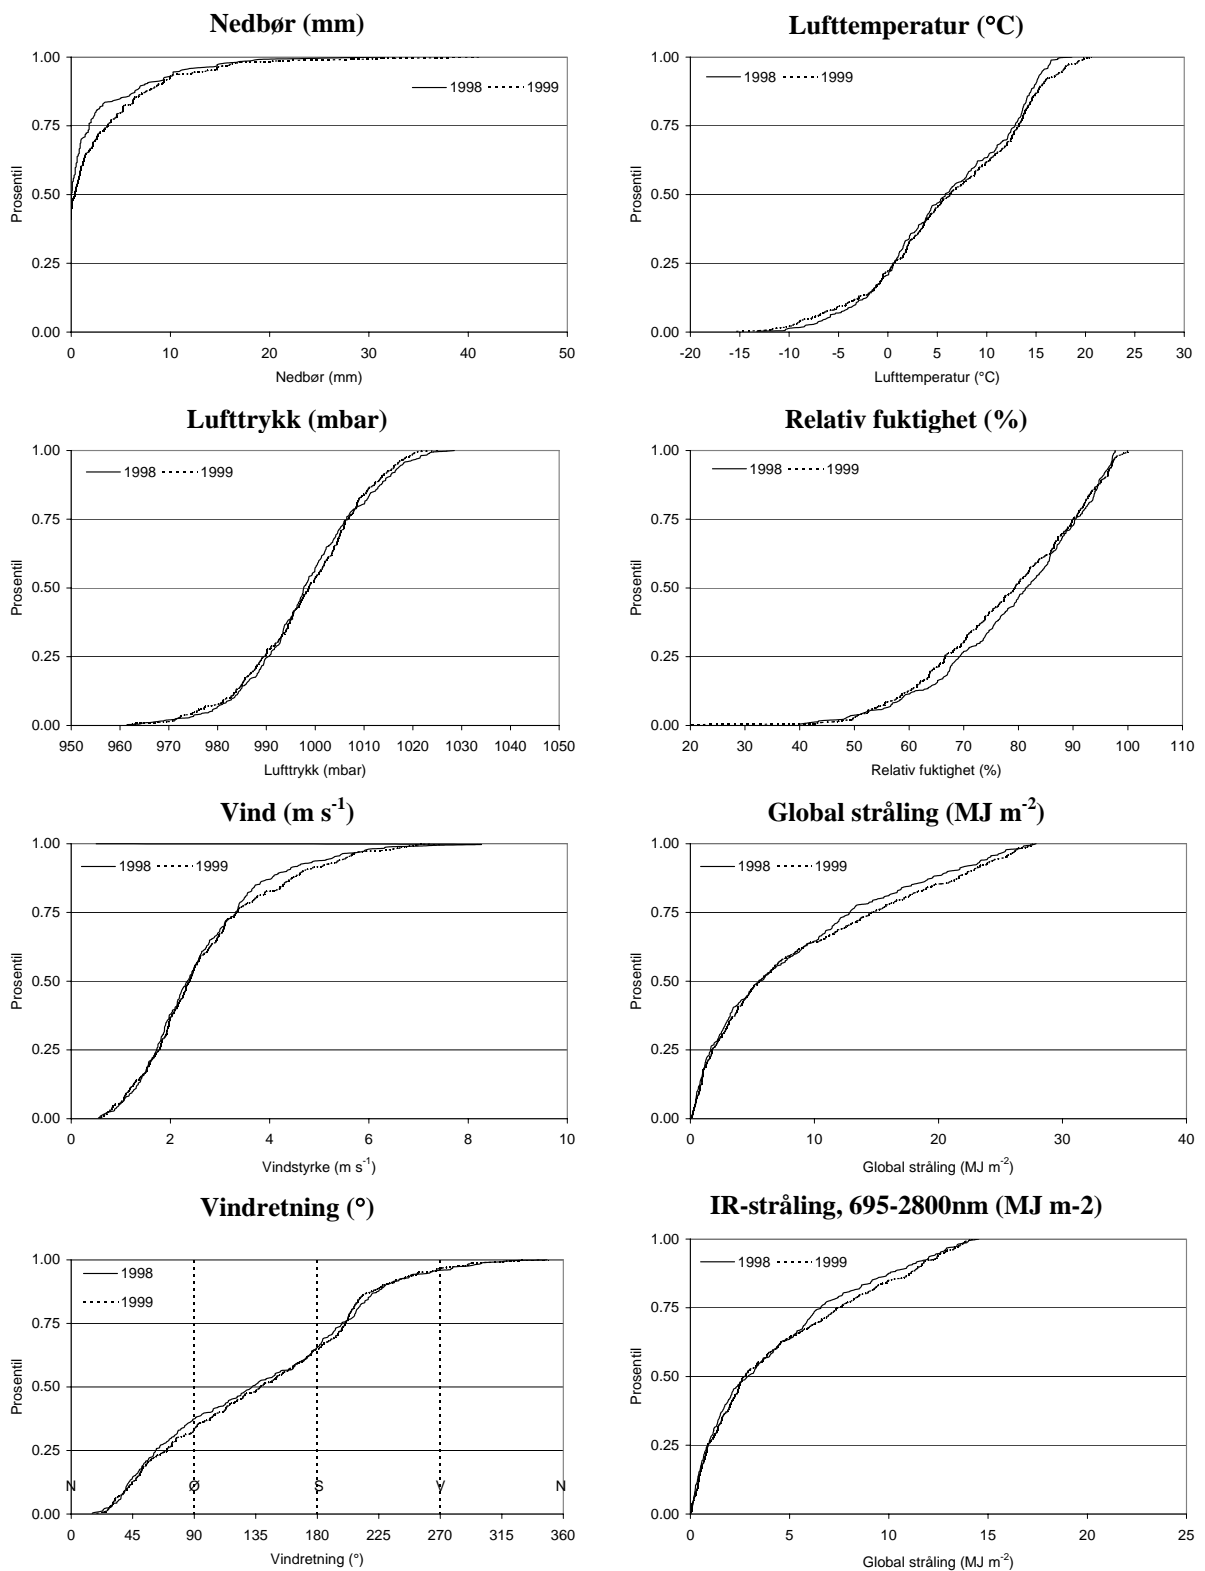 Nedbør (mm)
1.00
0.75
0.50
0.25
0.00
Prosentil
1998 1999
0 10 20 30 40 50
Nedbør (mm)
Lufttemperatur (°C)
1.00
0.75
0.50
0.25
0.00
Prosentil
1998 1999
-20 -15 -10 -5 0 5 10 15 20 25 30
Lufttemperatur (°C)
Lufttrykk (mbar)
1.00
0.75
0.50
0.25
0.00
Prosentil
1998 1999
950 960 970 980 990 1000 1010 1020 1030 1040 1050
Lufttrykk (mbar)
Relativ fuktighet (%)
1.00
0.75
0.50
0.25
0.00
Prosentil
1998 1999
20 30 40 50 60 70 80 90 100 110
Relativ fuktighet (%)
Vind (m s-1)
1.00
0.75
0.50
0.25
0.00
Prosentil
1998 1999
0 2 4 6 8 10
Vindstyrke (m s-1)
Global stråling (MJ m-2)
1.00
0.75
0.50
0.25
0.00
Prosentil
1998 1999
0 10 20 30 40
Global stråling (MJ m-2)
Vindretning (°)
1.00
0.75
0.50
0.25
0.00
Prosentil
1998
1999
N Ø S V N
0 45 90 135 180 225 270 315 360
Vindretning (°)
IR-stråling, 695-2800nm (MJ m-2)
1.00
0.75
0.50
0.25
0.00
Prosentil
1998 1999
0 5 10 15 20 25
Global stråling (MJ m-2)